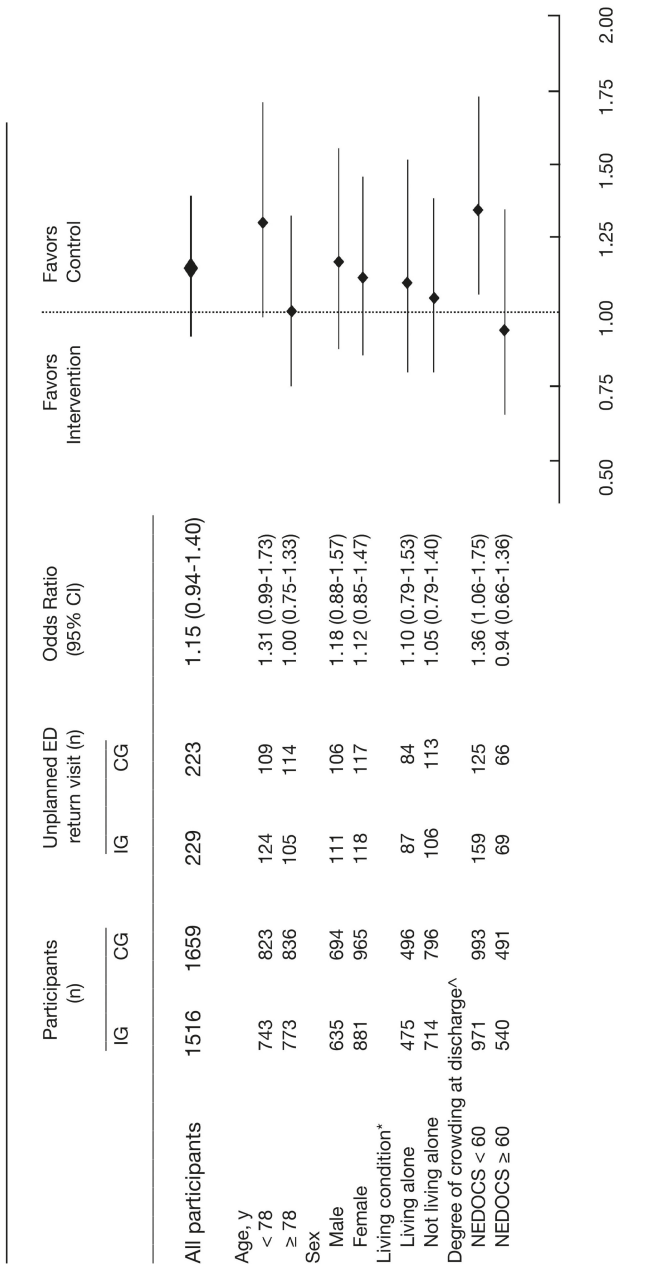 Participants (n) Unplanned ED return visit (n) Odds Ratio (95% CI) Favors Intervention Favors Control
IG CG IG CG
All participants 1516 1659 229 223 1.15 (0.94-1.40)
Age, y
< 78 743 823 124 109 1.31 (0.99-1.73)
≥ 78 773 836 105 114 1.00 (0.75-1.33)
Sex
Male 635 694 111 106 1.18 (0.88-1.57)
Female 881 965 118 117 1.12 (0.85-1.47)
Living condition*
Living alone 475 496 87 84 1.10 (0.79-1.53)
Not living alone 714 796 106 113 1.05 (0.79-1.40)
Degree of crowding at discharge^
NEDOCS < 60 971 993 159 125 1.36 (1.06-1.75)
NEDOCS ≥ 60 540 491 69 66 0.94 (0.66-1.36)
0.50 0.75 1.00 1.25 1.50 1.75 2.00